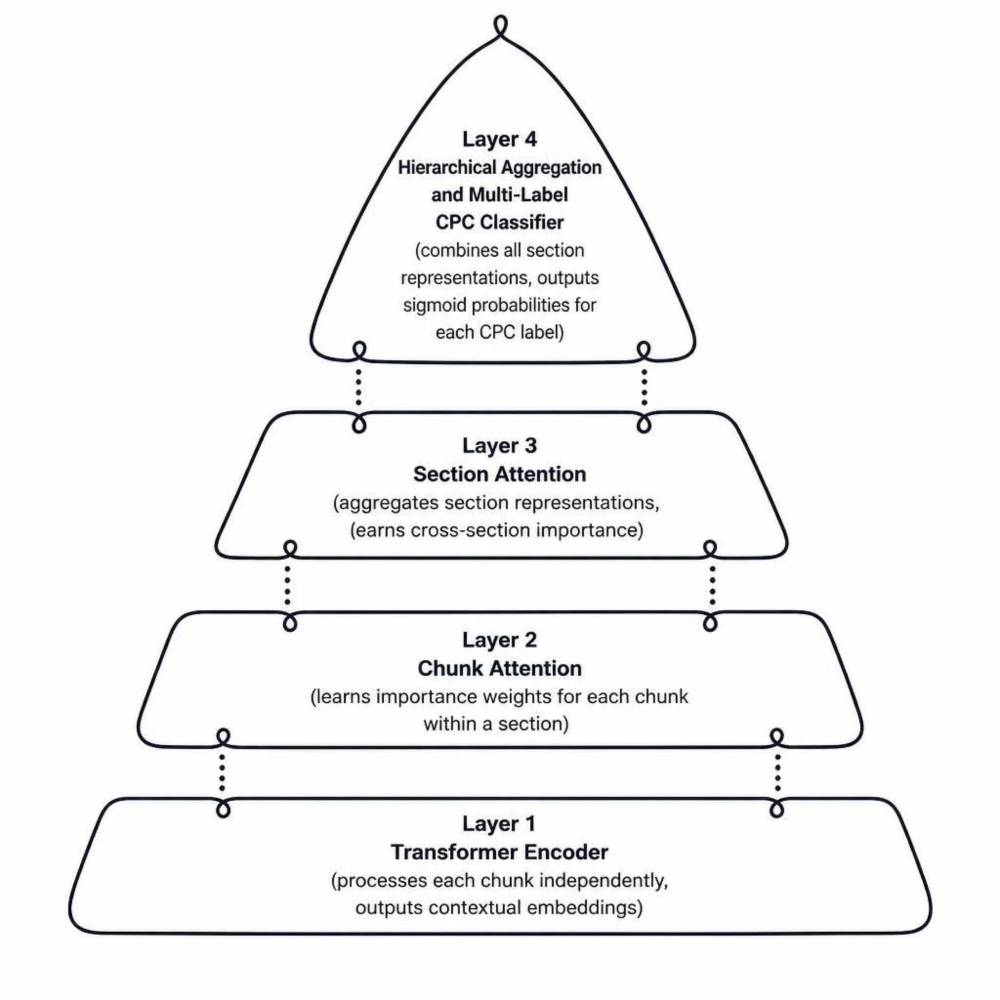 Layer 4
Hierarchical Aggregation
and Multi-Label
CPC Classifier
(combines all section
representations, outputs
sigmoid probabilities for
each CPC label)
Layer 3
Section Attention
(aggregates section representations,
(earns cross-section importance)
Layer 2
Chunk Attention
(learns importance weights for each chunk
within a section)
Layer 1
Transformer Encoder
(processes each chunk independently,
outputs contextual embeddings)